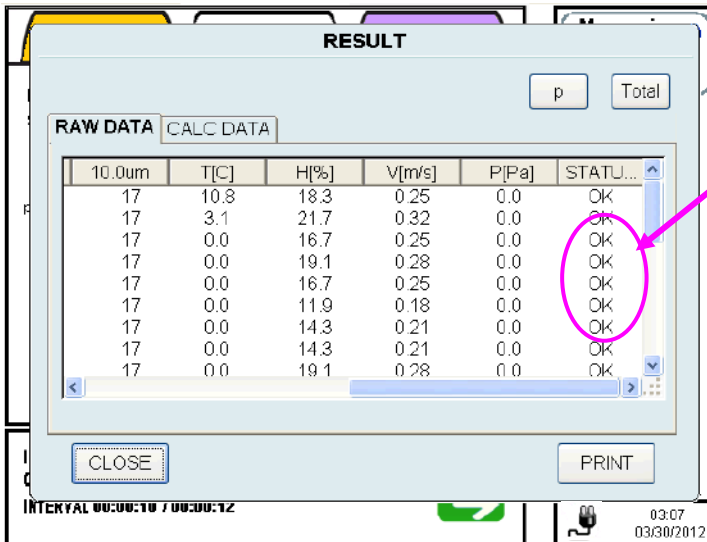 RESULT
p Total
RAW DATA CALC DATA
10.0um T[C] H[%] V[m/s] P[Pa] STATU...
17 10.8 18.3 0.25 0.0 OK
17 3.1 21.7 0.32 0.0 OK
17 0.0 16.7 0.25 0.0 OK
17 0.0 19.1 0.28 0.0 OK
17 0.0 16.7 0.25 0.0 OK
17 0.0 11.9 0.18 0.0 OK
17 0.0 14.3 0.21 0.0 OK
17 0.0 14.3 0.21 0.0 OK
17 0.0 19.1 0.28 0.0 OK
CLOSE PRINT
INTERVAL 00:00:10 / 00:00:12
03:07
03/30/2012